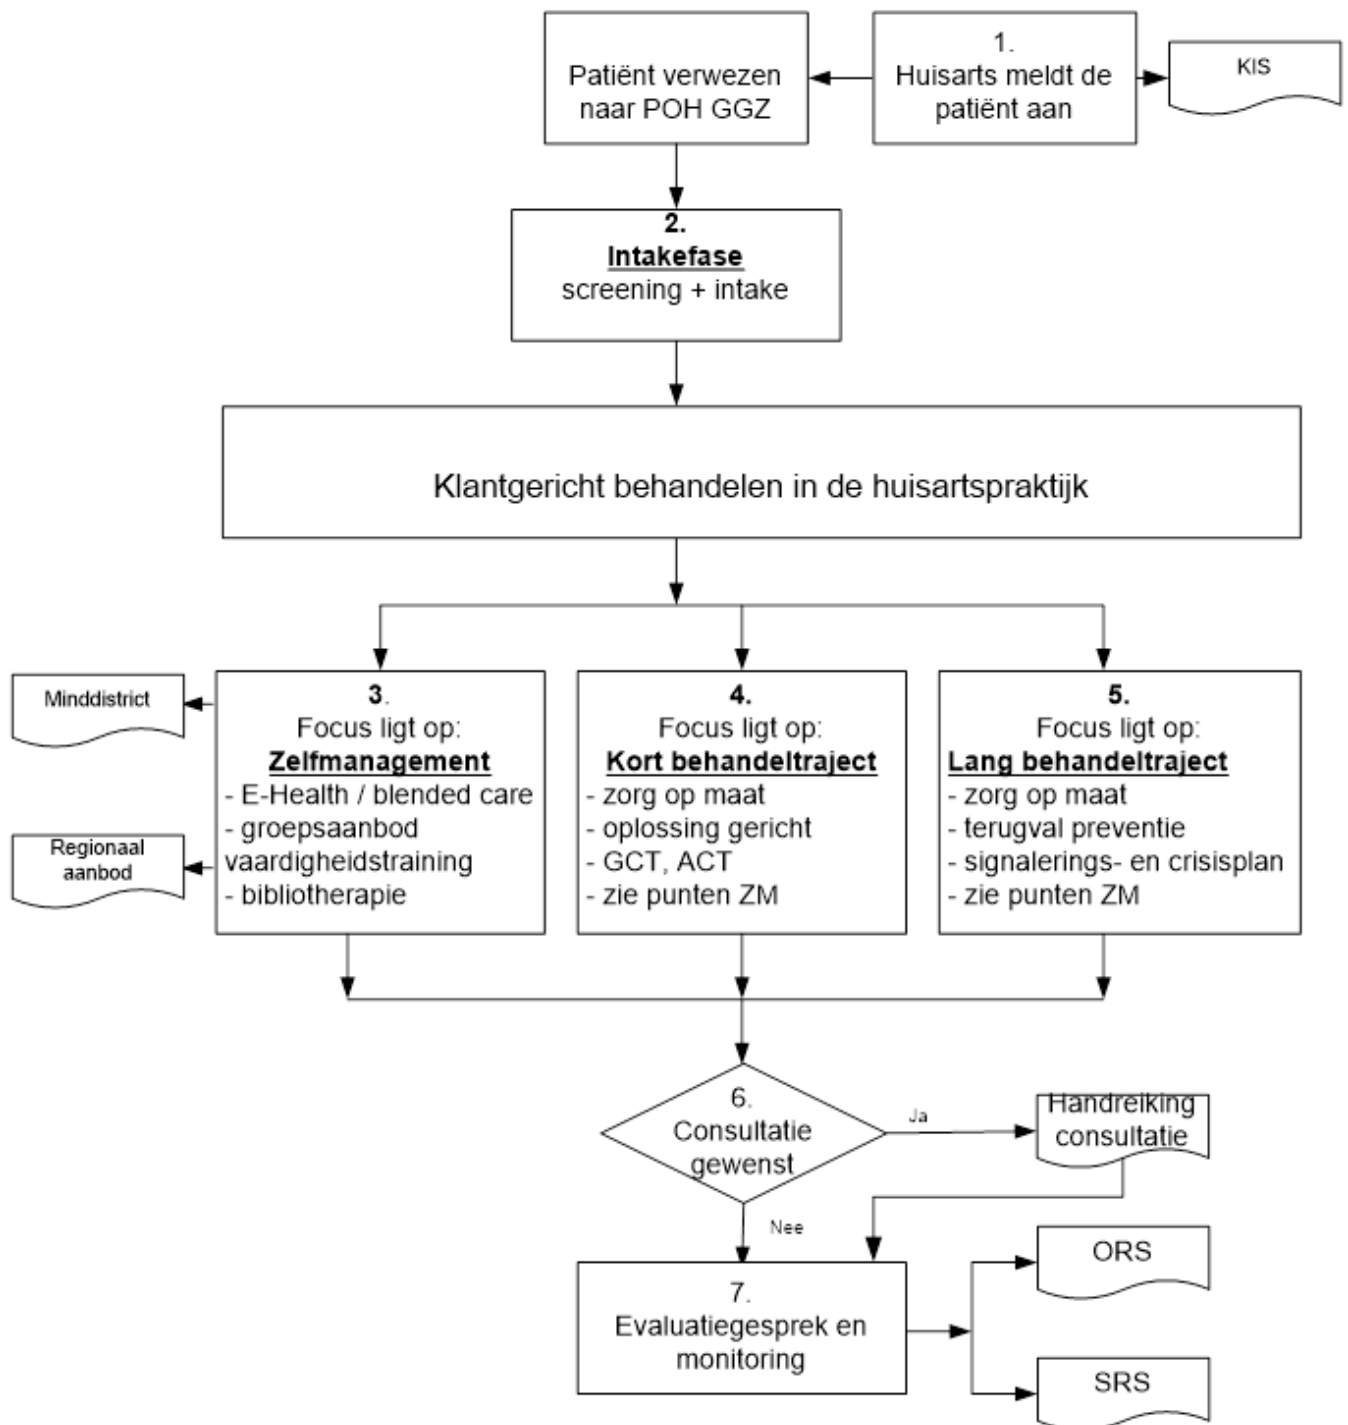 1.
Huisarts meldt de
patiënt aan
KIS
Patiënt verwezen
naar POH GGZ
2.
Intakefase
screening + intake
Klantgericht behandelen in de huisartspraktijk
3.
Focus ligt op:
Zelfmanagement
- E-Health / blended care
- groepsaanbod
vaardigheidstraining
- bibliotherapie
Minddistrict
Regionaal
aanbod
4.
Focus ligt op:
Kort behandeltraject
- zorg op maat
- oplossing gericht
- GCT, ACT
- zie punten ZM
5.
Focus ligt op:
Lang behandeltraject
- zorg op maat
- terugval preventie
- signalerings- en crisisplan
- zie punten ZM
6.
Consultatie
gewenst
Ja
Handreiking
consultatie
Nee
7.
Evaluatiegesprek en
monitoring
ORS
SRS